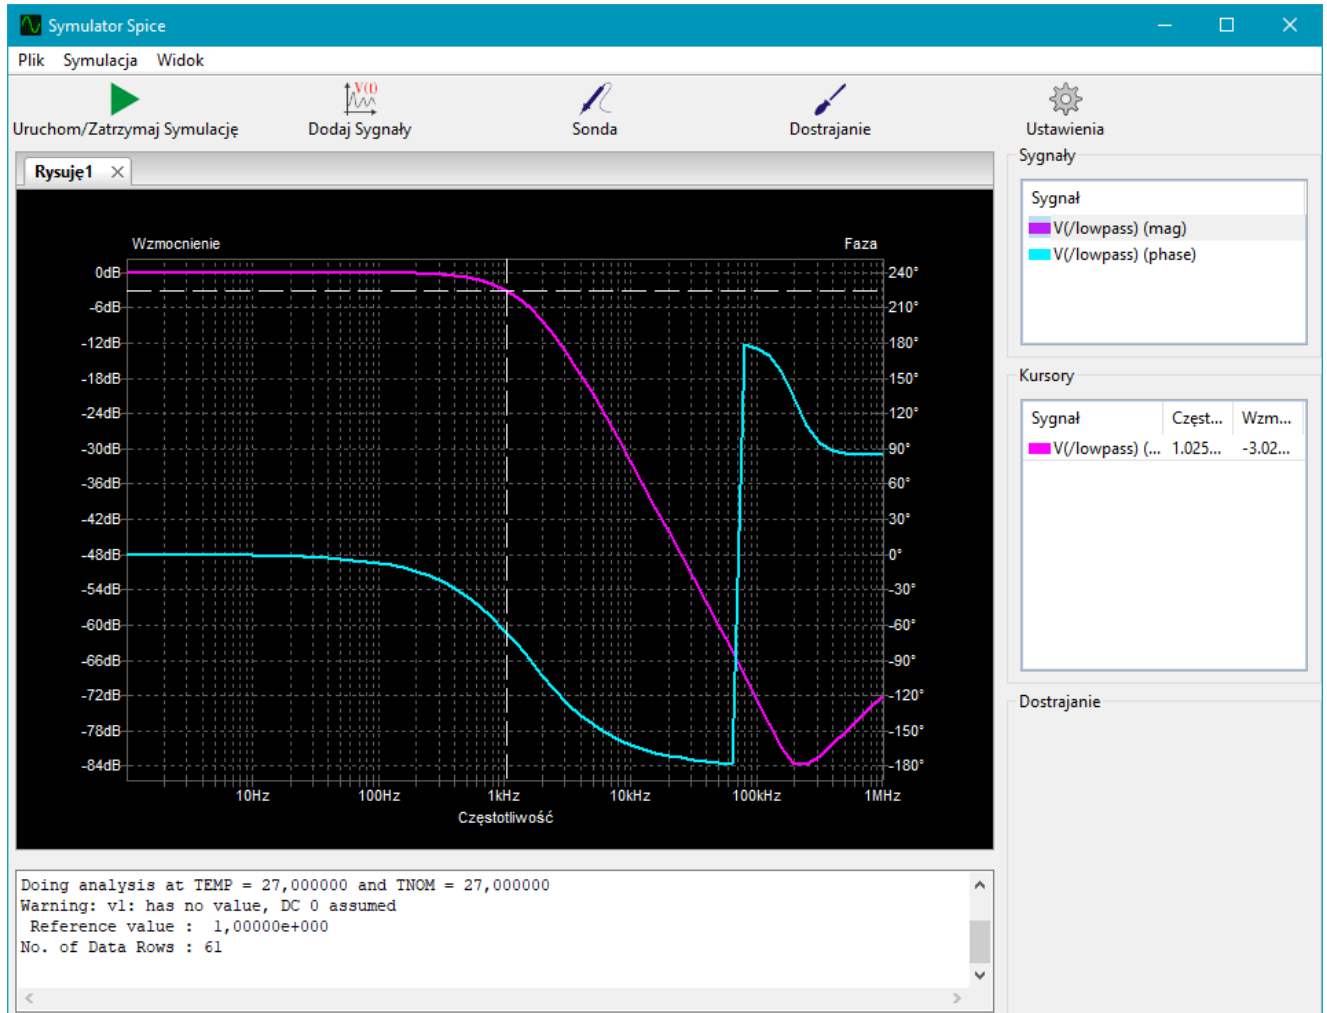 Symulator Spice
Plik Symulacja Widok
Uruchom/Zatrzymaj Symulację Dodaj Sygnały Sonda Dostrajanie Ustawienia
V(t)
Rysuję1
Wzmocnienie Faza
0dB 240°
-6dB 210°
-12dB 180°
-18dB 150°
-24dB 120°
-30dB 90°
-36dB 60°
-42dB 30°
-48dB 0°
-54dB -30°
-60dB -60°
-66dB -90°
-72dB -120°
-78dB -150°
-84dB -180°
10Hz 100Hz 1kHz 10kHz 100kHz 1MHz
Częstotliwość
Sygnały
Sygnał
V(/lowpass) (mag)
V(/lowpass) (phase)
Kursory
Sygnał Częst... Wzm...
V(/lowpass) (... 1.025... -3.02...
Dostrajanie
Doing analysis at TEMP = 27,000000 and TNOM = 27,000000
Warning: v1: has no value, DC 0 assumed
Reference value : 1,00000e+000
No. of Data Rows : 61